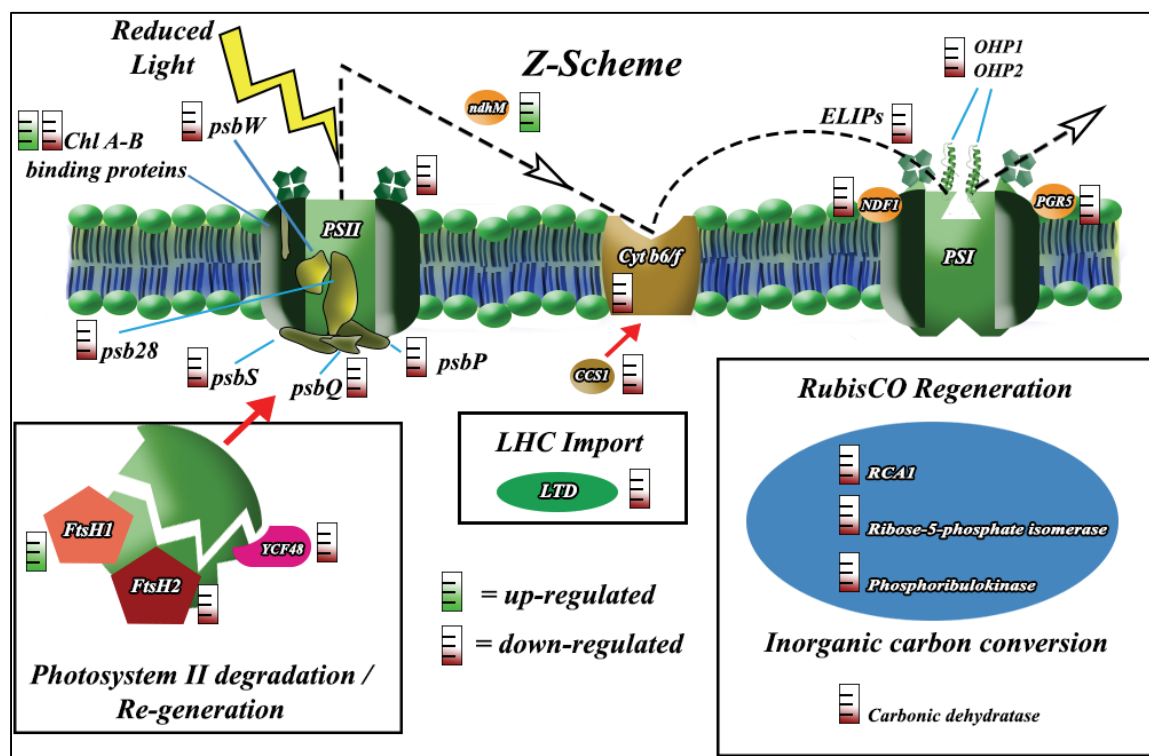 Reduced
Light
Z-Scheme
OHP1
OHP2
ndhM
ELIPs
psbW
Chl A-B
binding proteins
PSII
NDF1
PGR5
Cyt b6/f
PSI
psb28
psbS
psbQ
psbP
CCS1
RubisCO Regeneration
RCA1
Ribose-5-phosphate isomerase
Phosphoribulokinase
Inorganic carbon conversion
Carbonic dehydratase
LHC Import
LTD
FtsH1
FtsH2
YCF48
Photosystem II degradation /
Re-generation
= up-regulated
= down-regulated